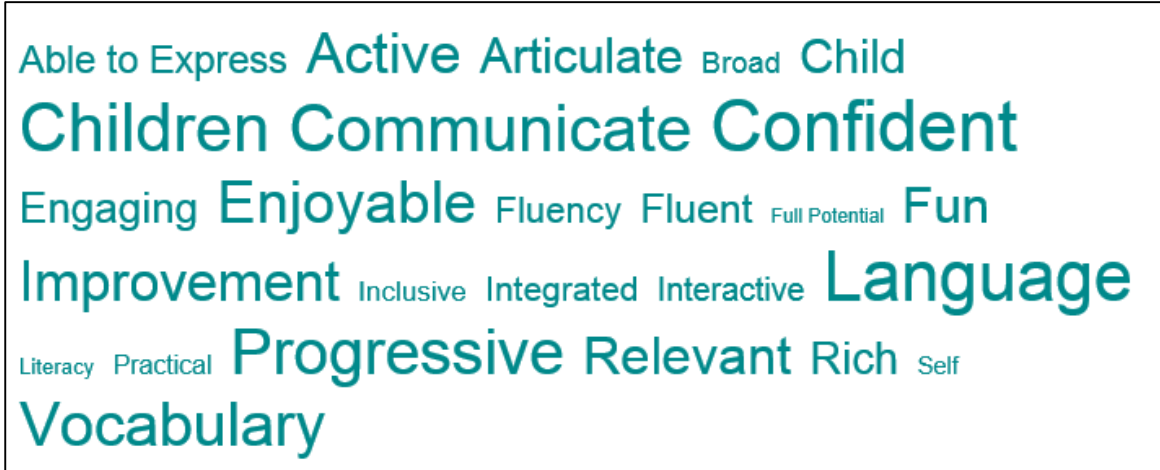 Able to Express Active Articulate Broad Child
Children Communicate Confident
Engaging Enjoyable Fluency Fluent Full Potential Fun
Improvement Inclusive Integrated Interactive Language
Literacy Practical Progressive Relevant Rich Self
Vocabulary